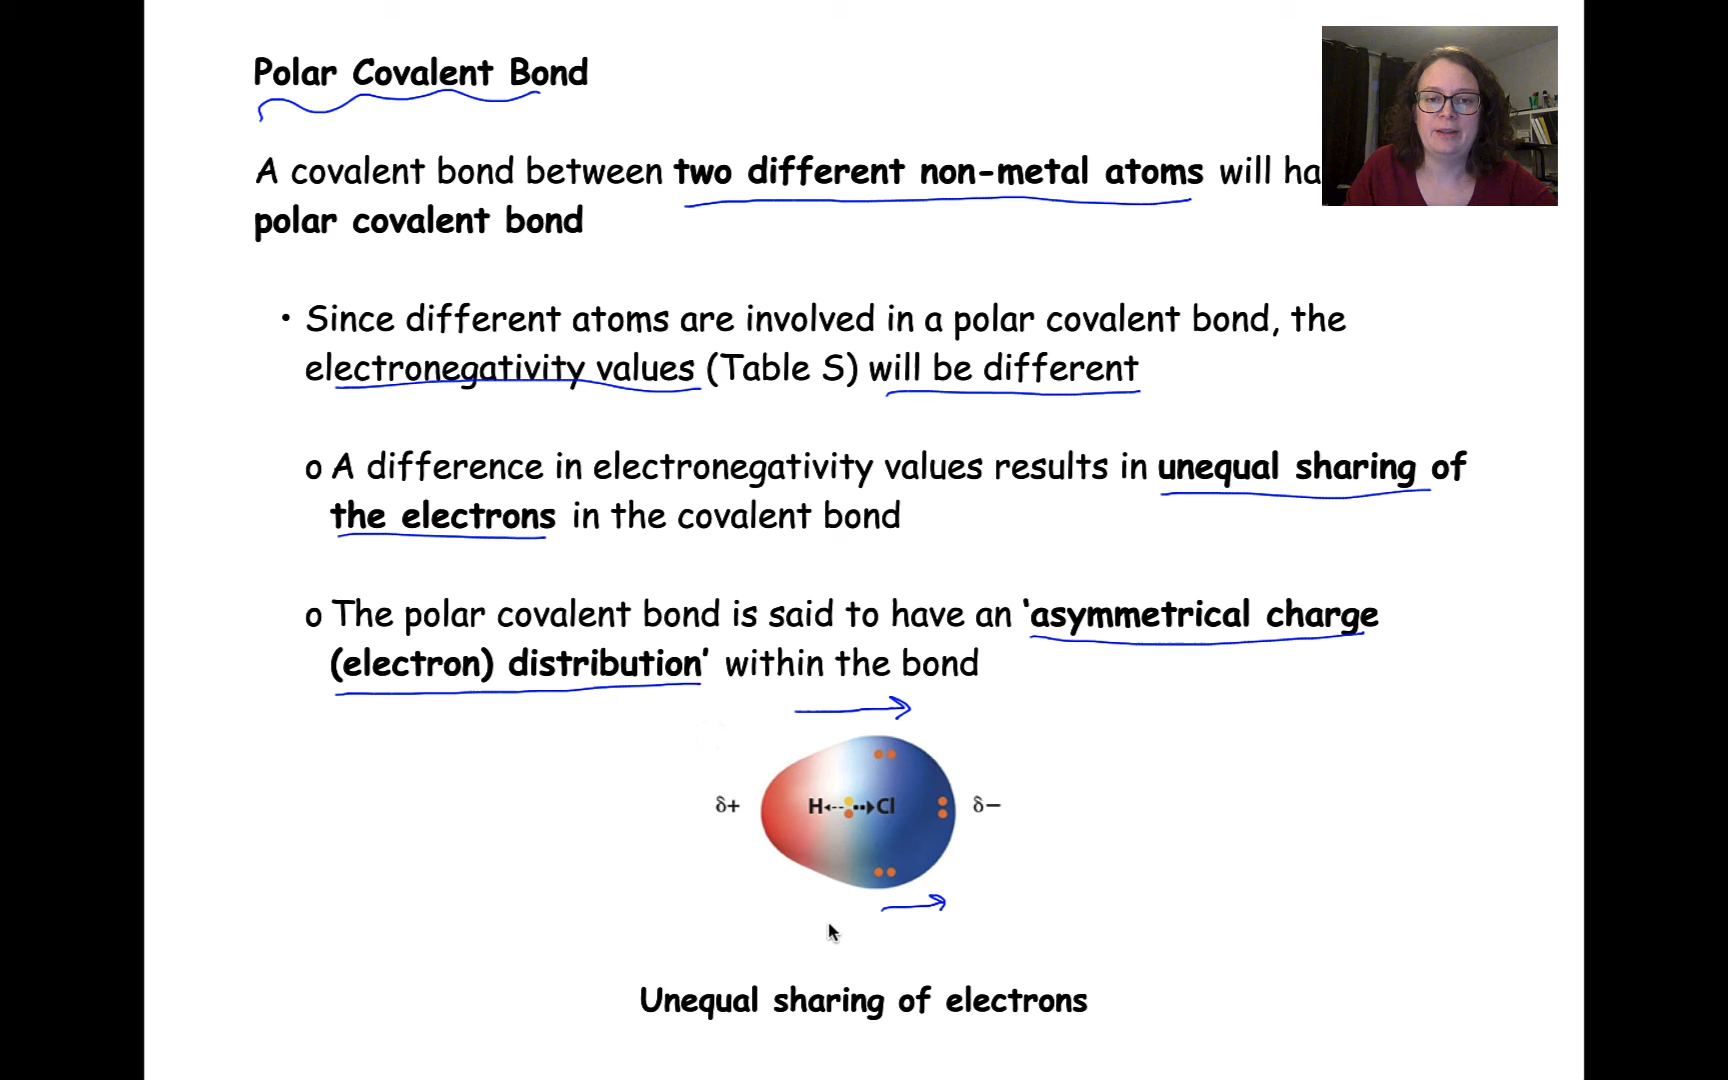 Polar Covalent Bond
A covalent bond between two different non-metal atoms will ha
polar covalent bond
• Since different atoms are involved in a polar covalent bond, the
electronegativity values (Table S) will be different
o A difference in electronegativity values results in unequal sharing of
the electrons in the covalent bond
o The polar covalent bond is said to have an ‘asymmetrical charge
(electron) distribution’ within the bond
δ+ H Cl δ−
Unequal sharing of electrons